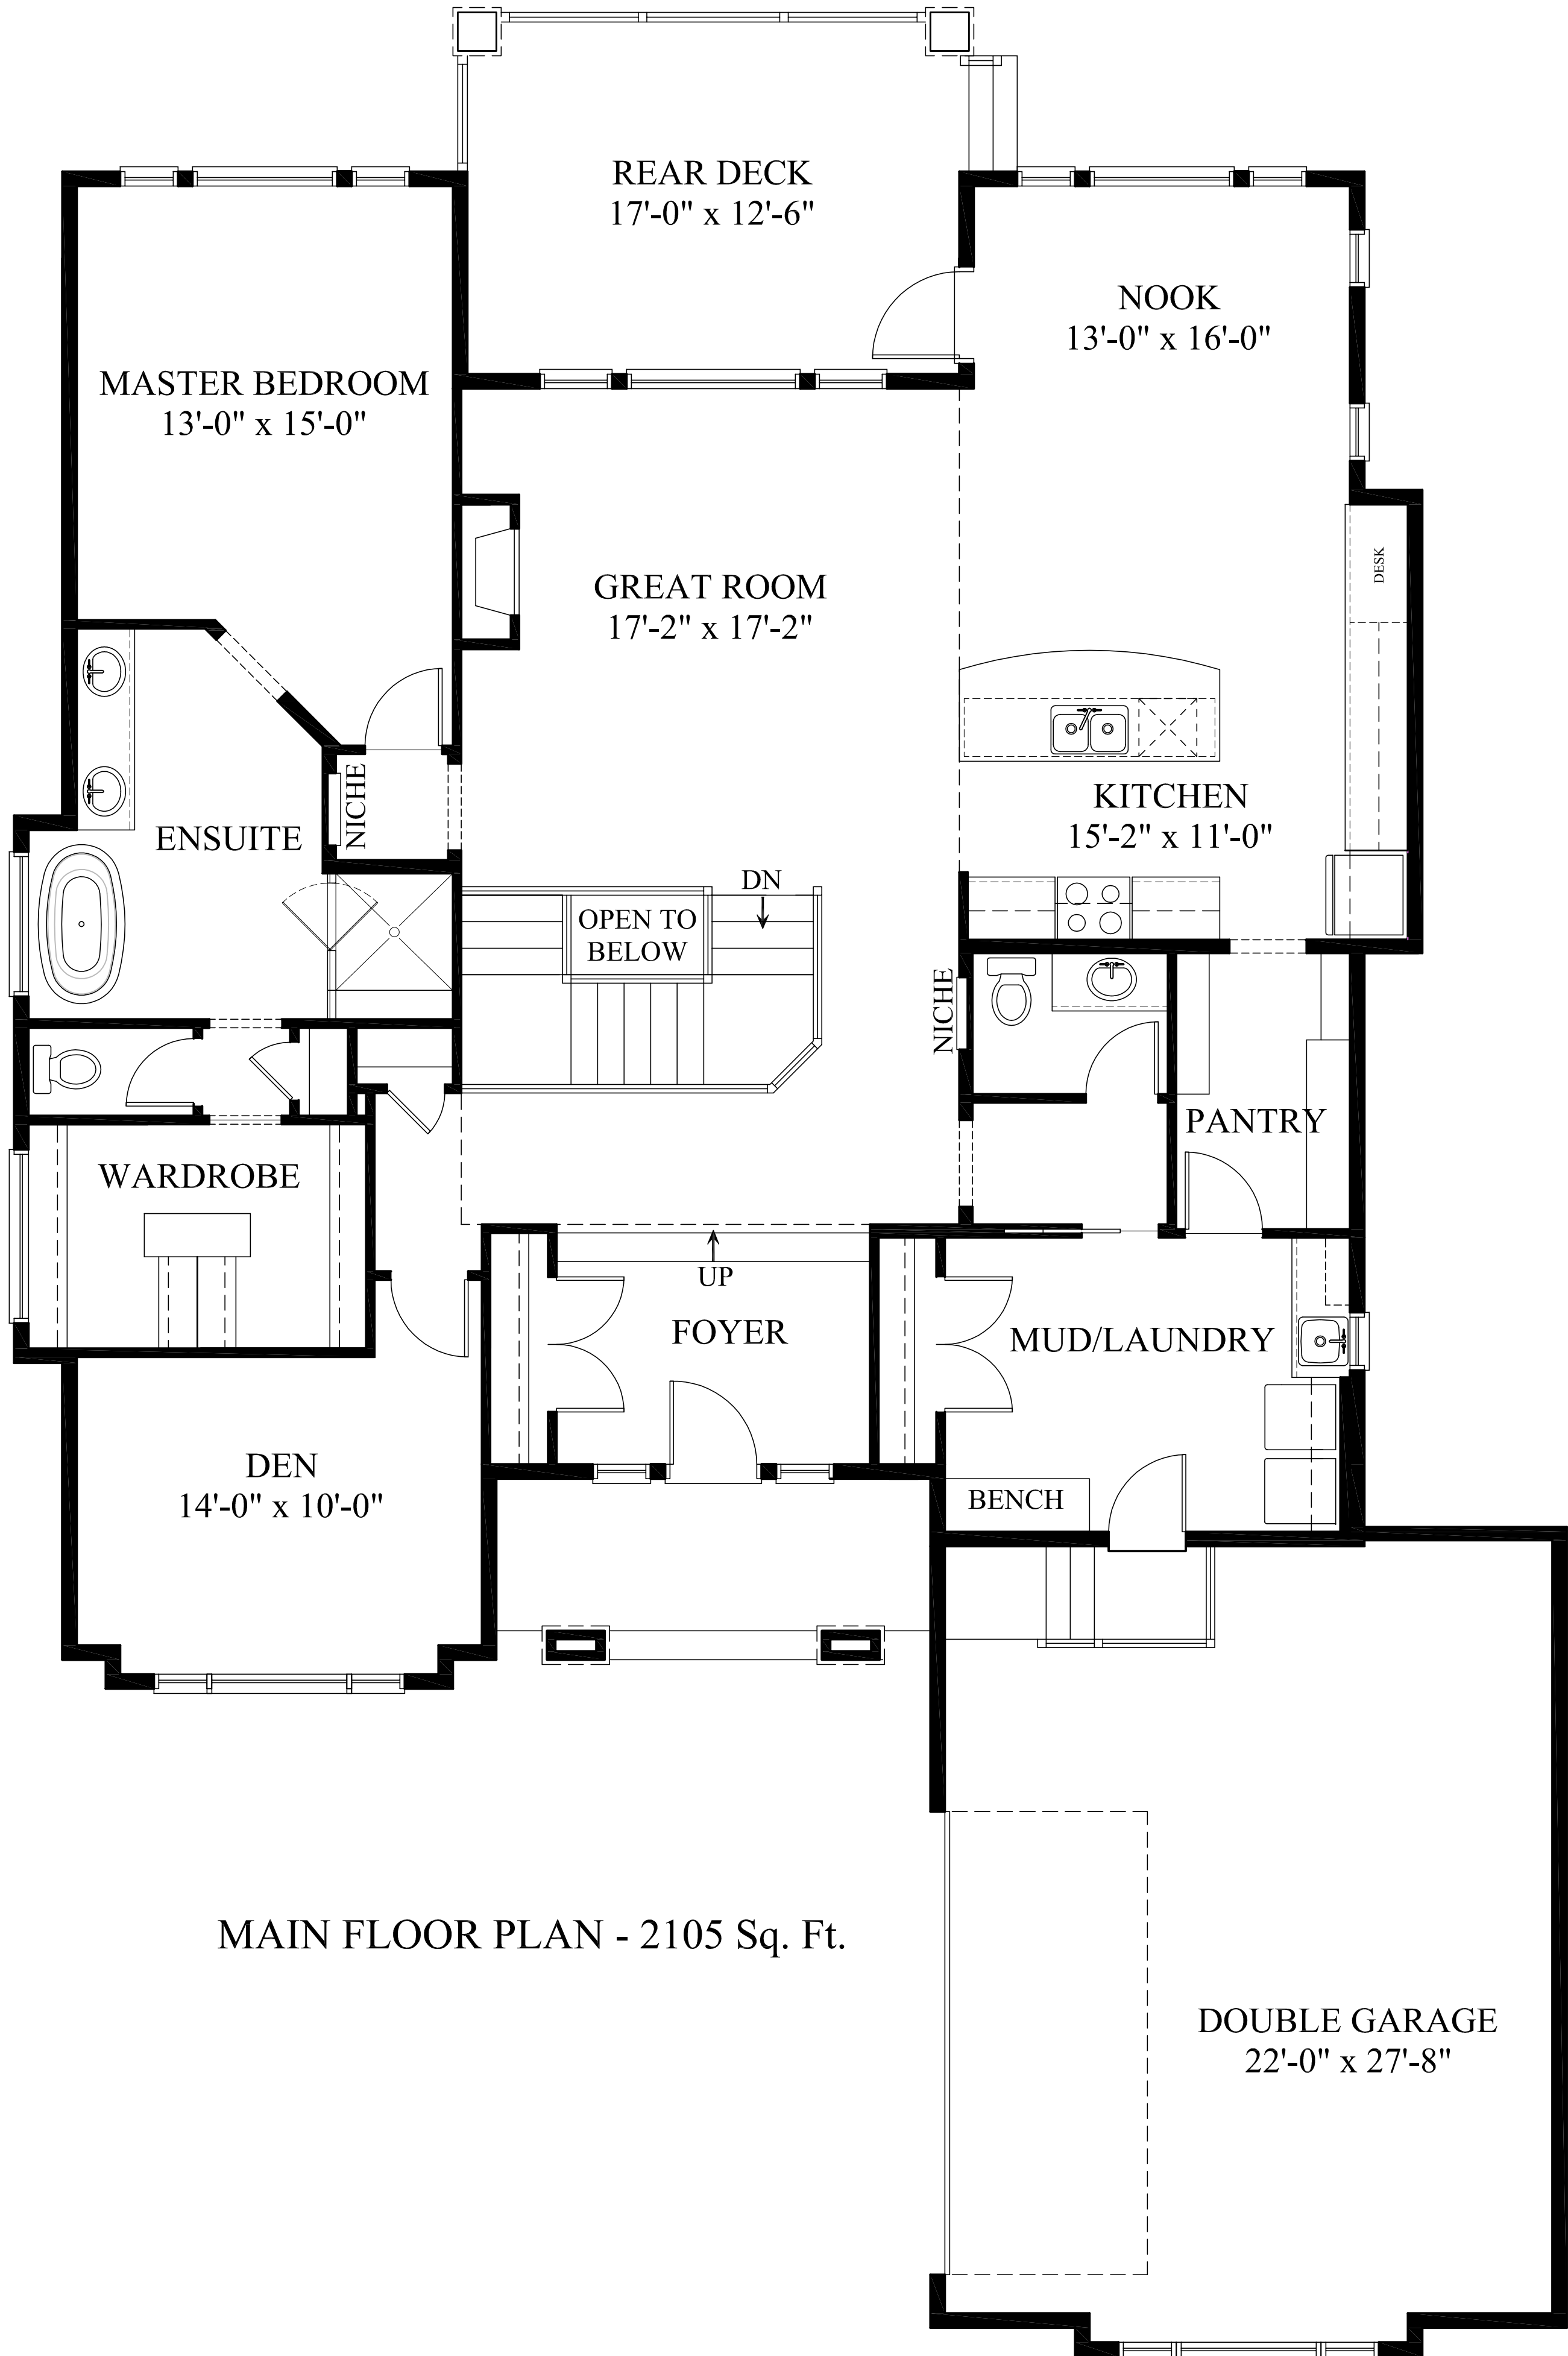 REAR DECK
17'-0" x 12'-6"
NOOK
13'-0" x 16'-0"
MASTER BEDROOM
13'-0" x 15'-0"
GREAT ROOM
17'-2" x 17'-2"
DESK
NICHE
ENSUITE
KITCHEN
15'-2" x 11'-0"
DN
OPEN TO
BELOW
NICHE
PANTRY
WARDROBE
UP
FOYER
MUD/LAUNDRY
DEN
14'-0" x 10'-0"
BENCH
MAIN FLOOR PLAN - 2105 Sq. Ft.
DOUBLE GARAGE
22'-0" x 27'-8"